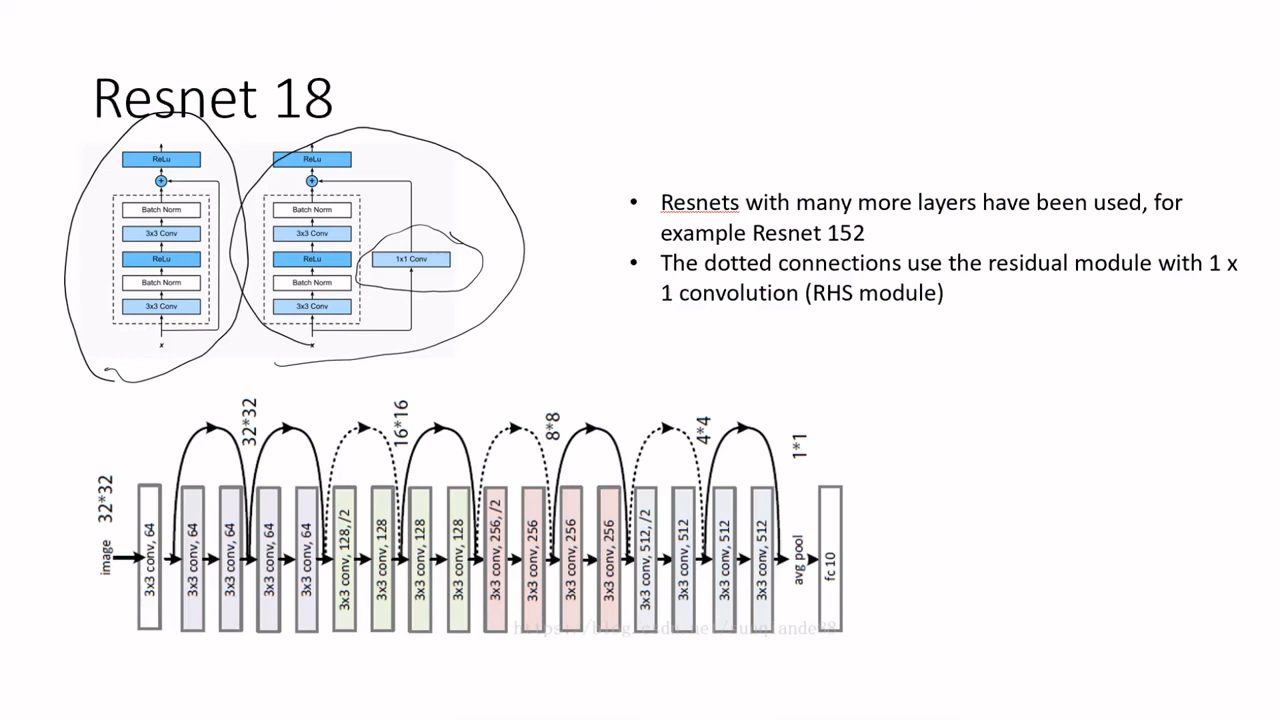 Resnet 18
ReLu
+
Batch Norm
3x3 Conv
ReLu
Batch Norm
3x3 Conv
x
ReLu
+
Batch Norm
3x3 Conv
ReLu
Batch Norm
3x3 Conv
x
1x1 Conv
• Resnets with many more layers have been used, for
example Resnet 152
• The dotted connections use the residual module with 1 x
1 convolution (RHS module)
32*32
32*32
16*16
8*8
4*4
1*1
image
3x3 conv, 64
3x3 conv, 64
3x3 conv, 64
3x3 conv, 64
3x3 conv, 64
3x3 conv, 128, /2
3x3 conv, 128
3x3 conv, 128
3x3 conv, 128
3x3 conv, 256, /2
3x3 conv, 256
3x3 conv, 256
3x3 conv, 256
3x3 conv, 512, /2
3x3 conv, 512
3x3 conv, 512
3x3 conv, 512
avg pool
fc 10